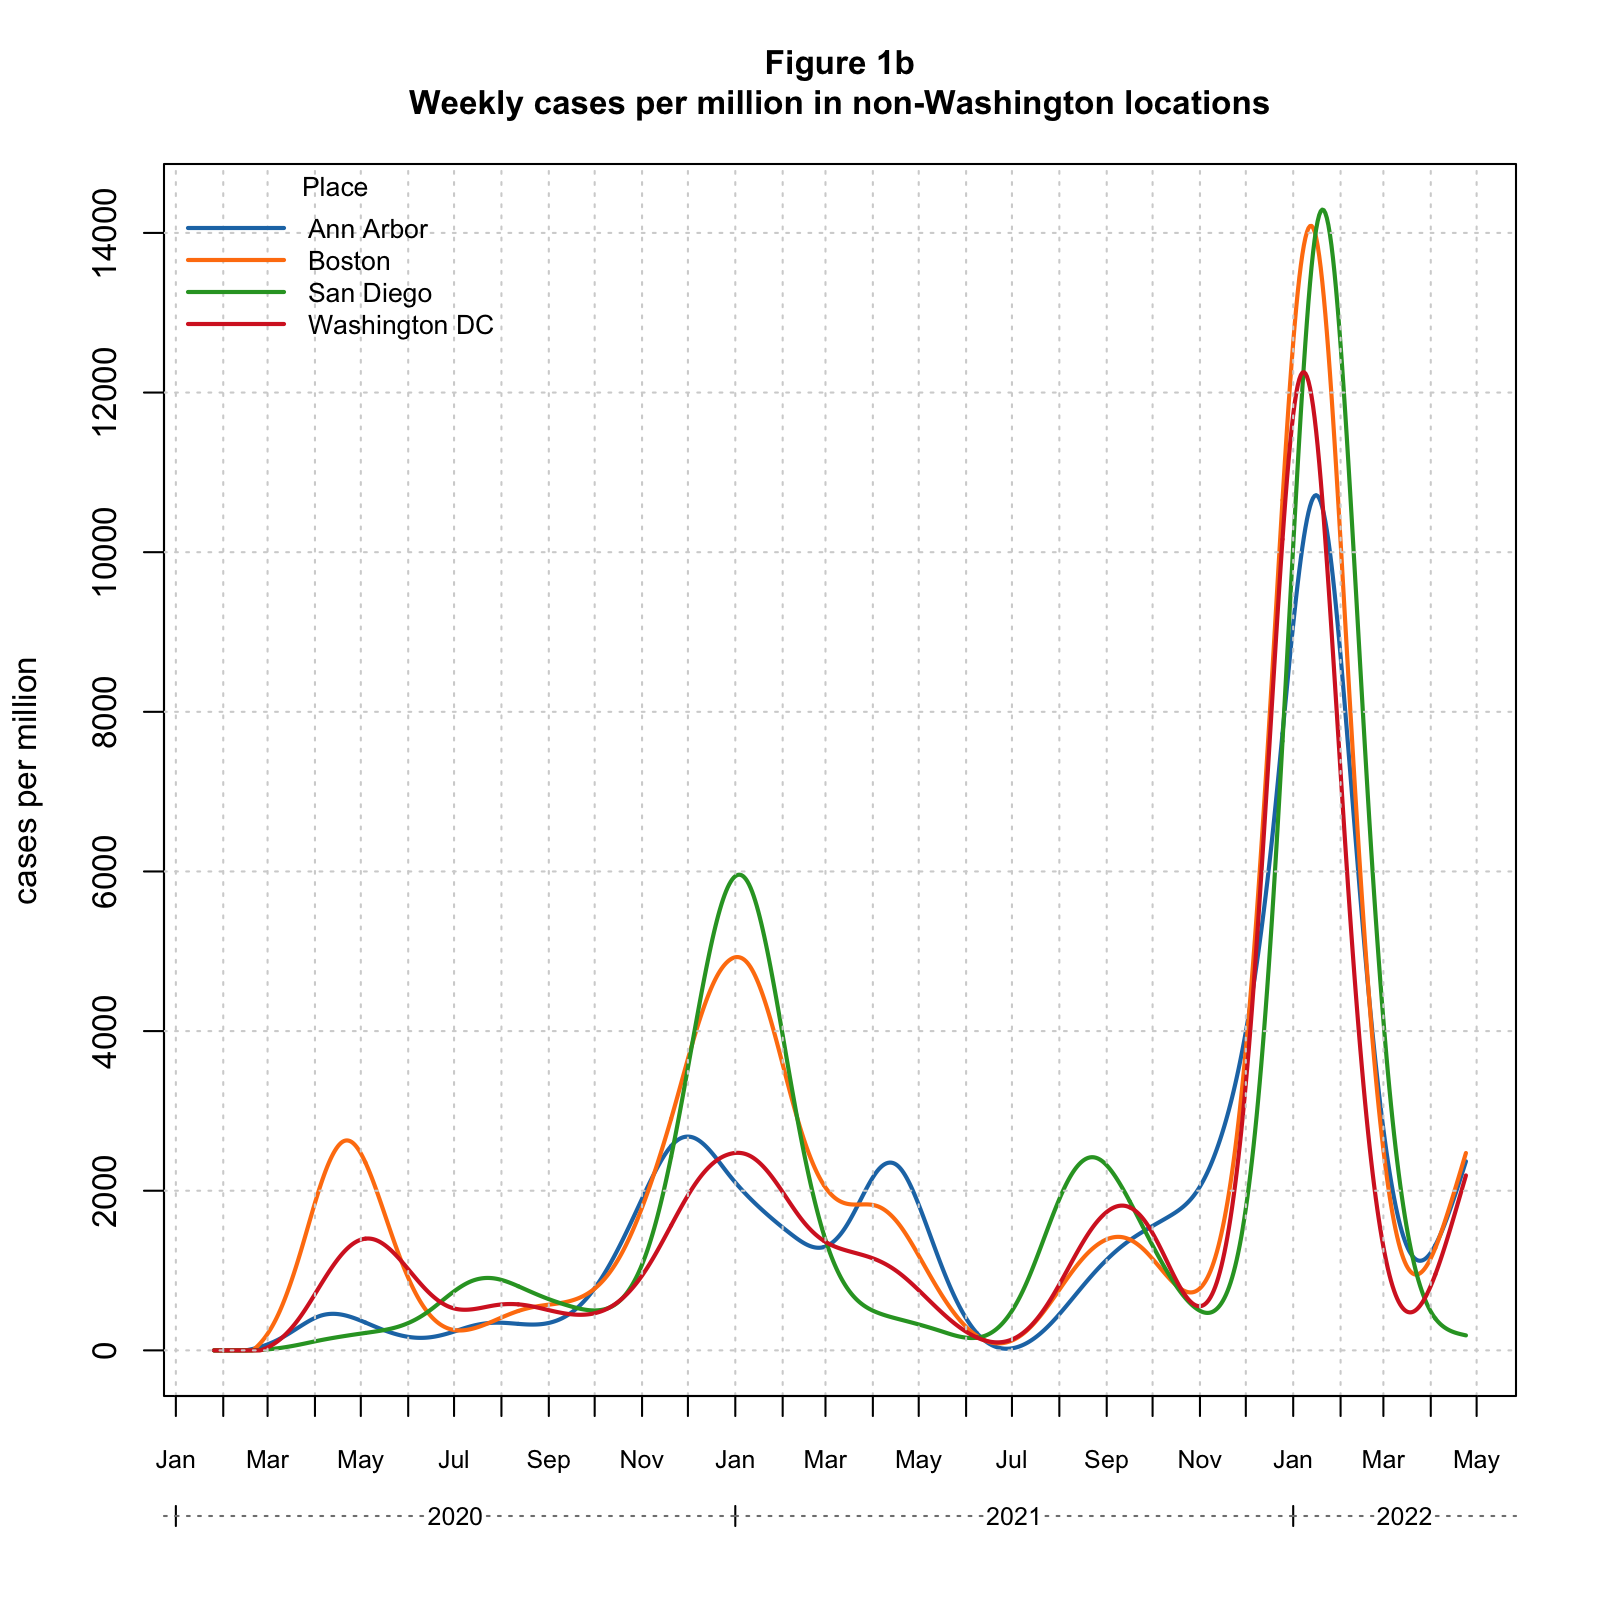 Figure 1b
Weekly cases per million in non-Washington locations
Place
Ann Arbor
Boston
San Diego
Washington DC
cases per million
14000
12000
10000
8000
6000
4000
2000
0
Jan Mar May Jul Sep Nov Jan Mar May Jul Sep Nov Jan Mar May
2020 2021 2022